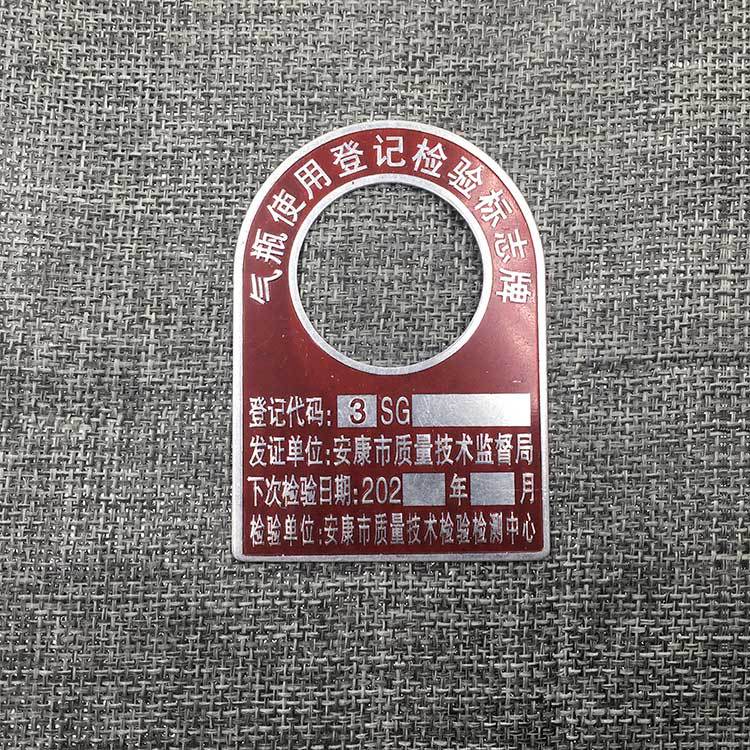 气瓶使用登记检验标志牌
登记代码: 3 SG
发证单位:安康市质量技术监督局
下次检验日期:202 年 月
检验单位:安康市质量技术检验检测中心